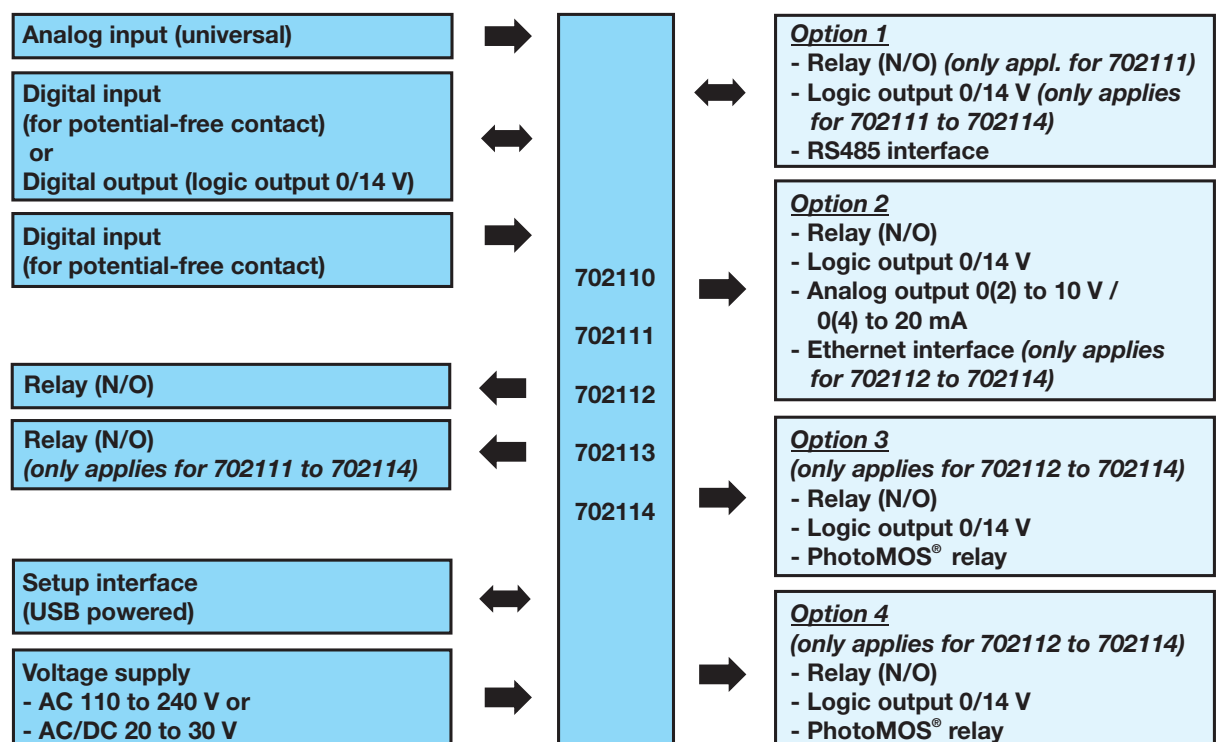 Analog input (universal)
Digital input
(for potential-free contact)
or
Digital output (logic output 0/14 V)
Digital input
(for potential-free contact)
Relay (N/O)
Relay (N/O)
(only applies for 702111 to 702114)
Setup interface
(USB powered)
Voltage supply
- AC 110 to 240 V or
- AC/DC 20 to 30 V
702110
702111
702112
702113
702114
Option 1
- Relay (N/O) (only appl. for 702111)
- Logic output 0/14 V (only applies
for 702111 to 702114)
- RS485 interface
Option 2
- Relay (N/O)
- Logic output 0/14 V
- Analog output 0(2) to 10 V /
0(4) to 20 mA
- Ethernet interface (only applies
for 702112 to 702114)
Option 3
(only applies for 702112 to 702114)
- Relay (N/O)
- Logic output 0/14 V
- PhotoMOS® relay
Option 4
(only applies for 702112 to 702114)
- Relay (N/O)
- Logic output 0/14 V
- PhotoMOS® relay